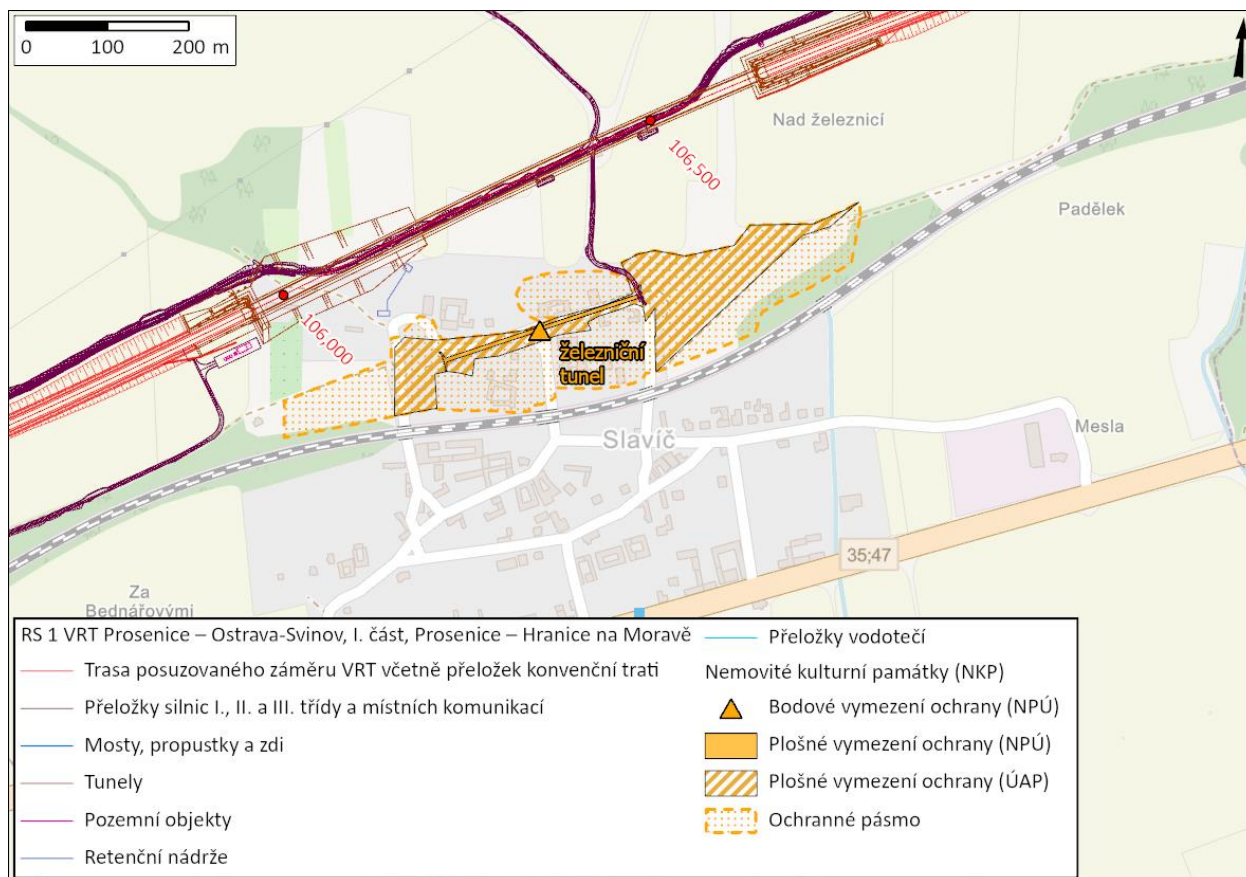 0 100 200 m
Nad železnicí
106,500
Padělek
106,000
železniční
tunel
Slavíč
Mesla
35;47
Za
Bednářovými
RS 1 VRT Prosenice – Ostrava-Svinov, I. část, Prosenice – Hranice na Moravě
Trasa posuzovaného záměru VRT včetně přeložek konvenční trati
Přeložky silnic I., II. a III. třídy a místních komunikací
Mosty, propustky a zdi
Tunely
Pozemní objekty
Retenční nádrže
Přeložky vodotečí
Nemovité kulturní památky (NKP)
Bodové vymezení ochrany (NPÚ)
Plošné vymezení ochrany (NPÚ)
Plošné vymezení ochrany (ÚAP)
Ochranné pásmo